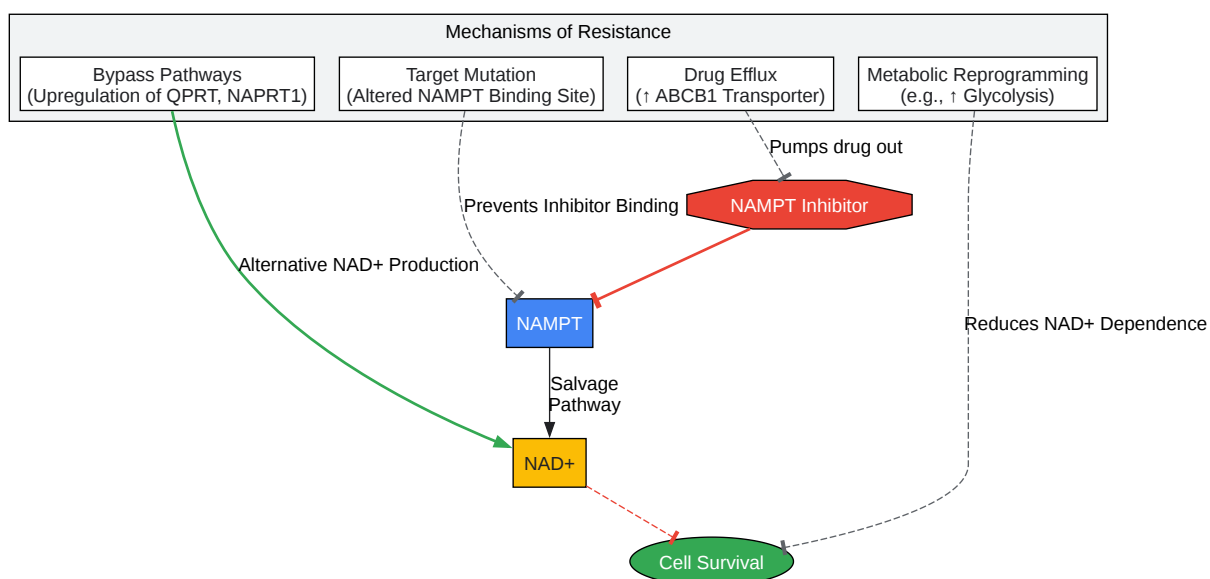 Mechanisms of Resistance
Bypass Pathways
(Upregulation of QPRT, NAPRT1)
Target Mutation
(Altered NAMPT Binding Site)
Drug Efflux
(↑ ABCB1 Transporter)
Metabolic Reprogramming
(e.g., ↑ Glycolysis)
Pumps drug out
Prevents Inhibitor Binding
NAMPT Inhibitor
Alternative NAD+ Production
NAMPT
Reduces NAD+ Dependence
Salvage
Pathway
NAD+
Cell Survival